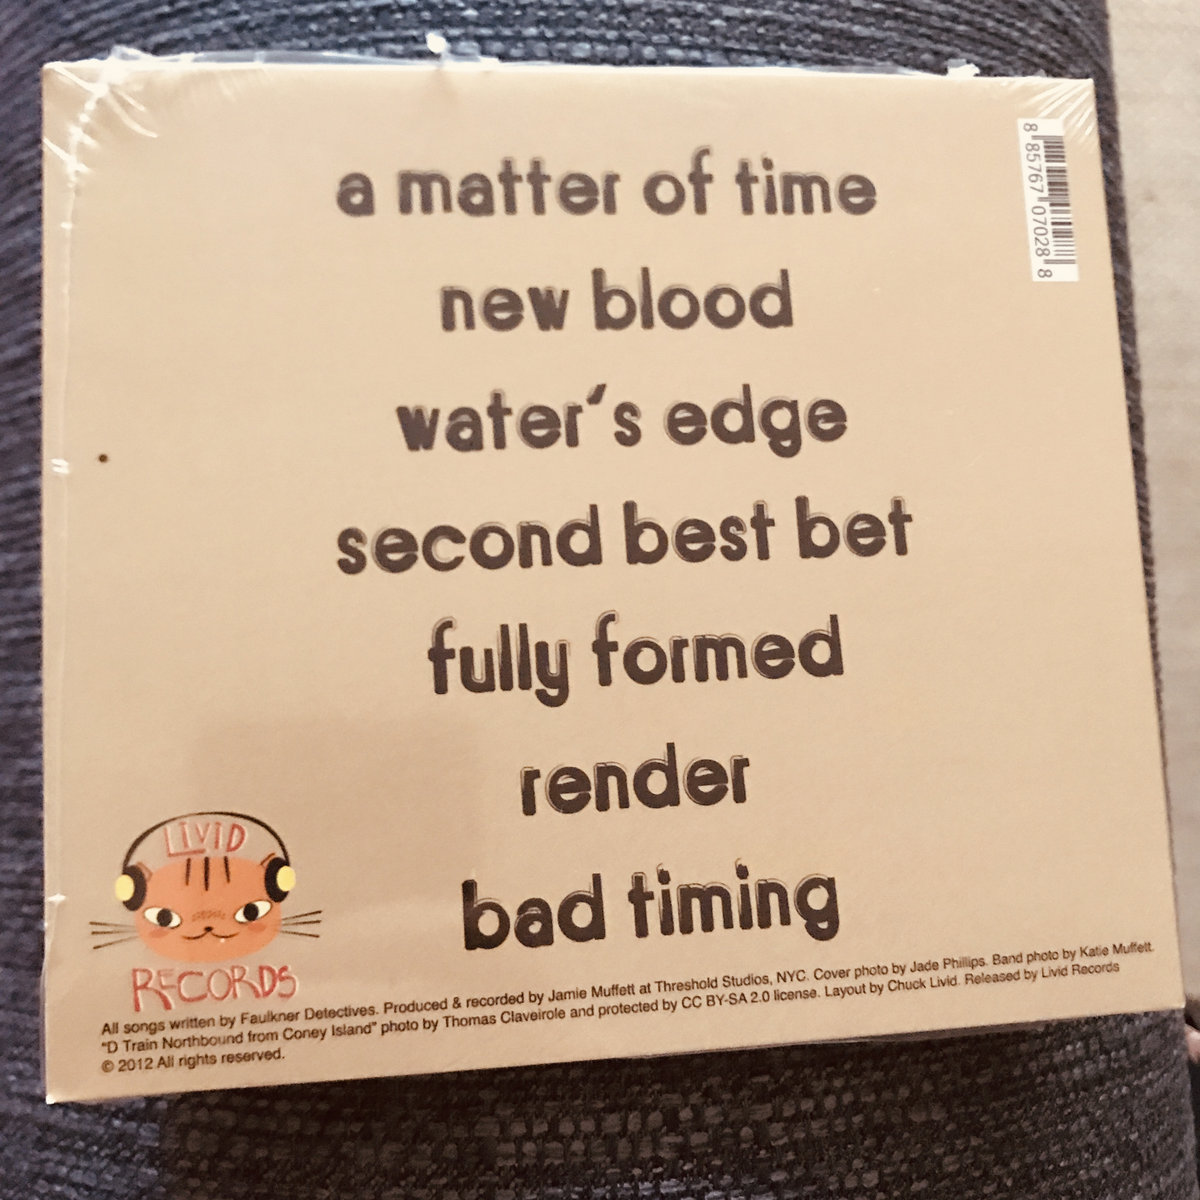 a matter of time
new blood
water's edge
second best bet
fully formed
render
bad timing
8 85767 07028 8
LIVID
RECORDS
All songs written by Faulkner Detectives. Produced & recorded by Jamie Muffett at Threshold Studios, NYC. Cover photo by Jade Phillips. Band photo by Katie Muffett.
"D Train Northbound from Coney Island" photo by Thomas Claveirole and protected by CC BY-SA 2.0 license. Layout by Chuck Livid. Released by Livid Records
© 2012 All rights reserved.